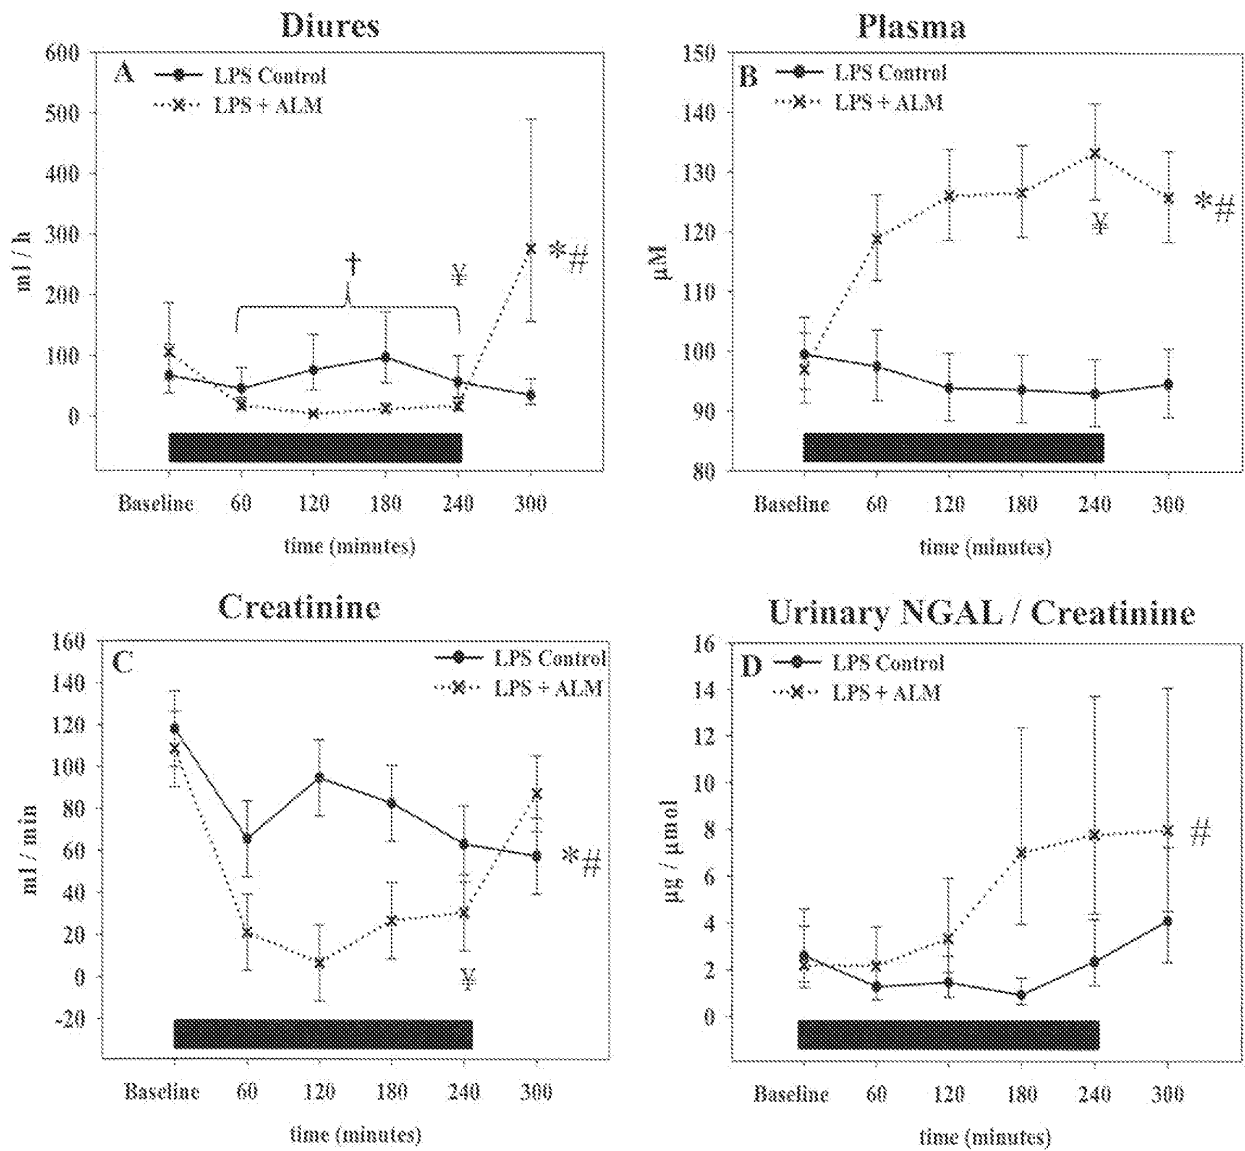 Diures
A
LPS Control
LPS + ALM
600
500
400
300
200
100
0
ml / h
†
¥
*#
Baseline 60 120 180 240 300
time (minutes)
Plasma
B
LPS Control
LPS + ALM
150
140
130
120
110
100
90
80
µM
¥
*#
Baseline 60 120 180 240 300
time (minutes)
Creatinine
C
LPS Control
LPS + ALM
160
140
120
100
80
60
40
20
0
-20
ml / min
¥
*#
Baseline 60 120 180 240 300
time (minutes)
Urinary NGAL / Creatinine
D
LPS Control
LPS + ALM
16
14
12
10
8
6
4
2
0
µg / µmol
#
Baseline 60 120 180 240 300
time (minutes)